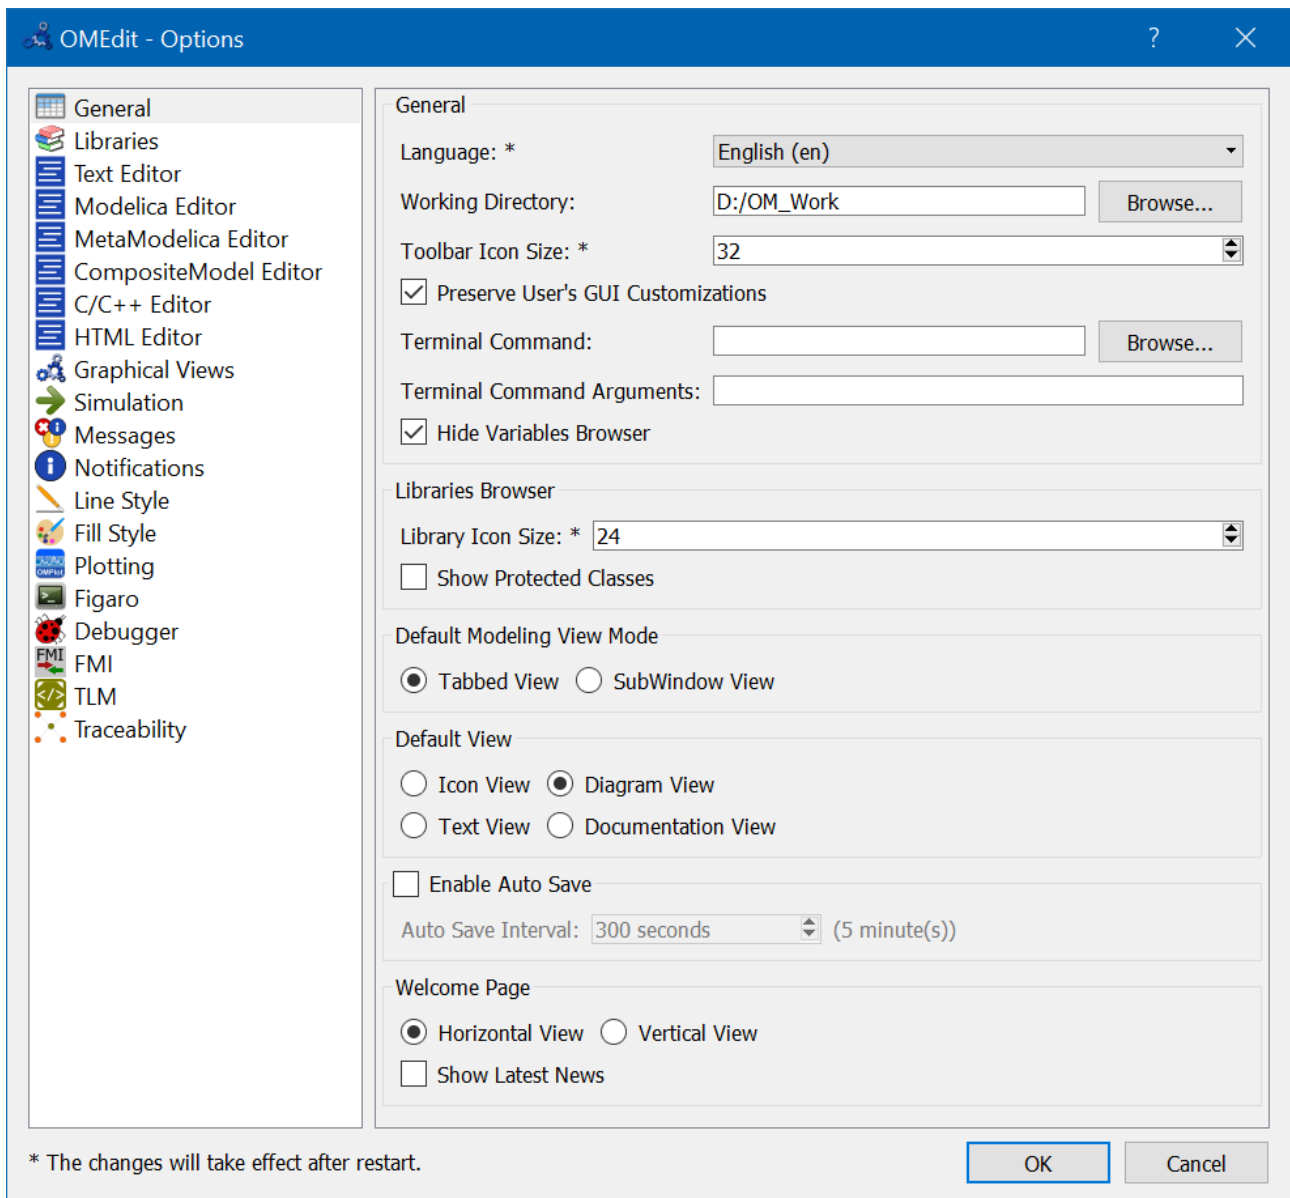 OMEdit - Options
?
General
Libraries
Text Editor
Modelica Editor
MetaModelica Editor
CompositeModel Editor
C/C++ Editor
HTML Editor
Graphical Views
Simulation
Messages
Notifications
Line Style
Fill Style
OMPlot
Plotting
Figaro
Debugger
FMI
FMI
TLM
Traceability
General
Language: * English (en)
Working Directory: D:/OM_Work Browse...
Toolbar Icon Size: * 32
Preserve User's GUI Customizations
Terminal Command: Browse...
Terminal Command Arguments:
Hide Variables Browser
Libraries Browser
Library Icon Size: * 24
Show Protected Classes
Default Modeling View Mode
Tabbed View SubWindow View
Default View
Icon View Diagram View
Text View Documentation View
Enable Auto Save
Auto Save Interval: 300 seconds (5 minute(s))
Welcome Page
Horizontal View Vertical View
Show Latest News
* The changes will take effect after restart.
OK Cancel